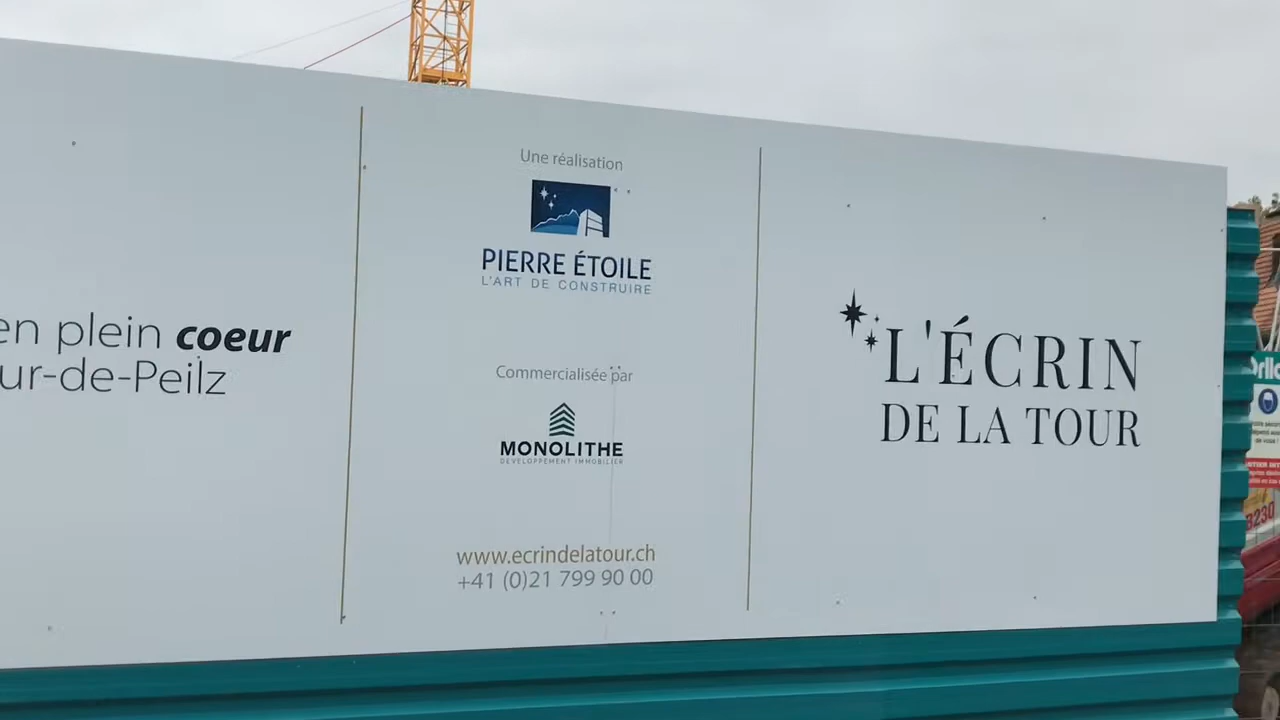 en plein coeur
ur-de-Peilz
Une réalisation
PIERRE ÉTOILE
L'ART DE CONSTRUIRE
Commercialisée par
MONOLITHE
DÉVELOPPEMENT IMMOBILIER
www.ecrindelatour.ch
+41 (0)21 799 90 00
L'ÉCRIN
DE LA TOUR
3230